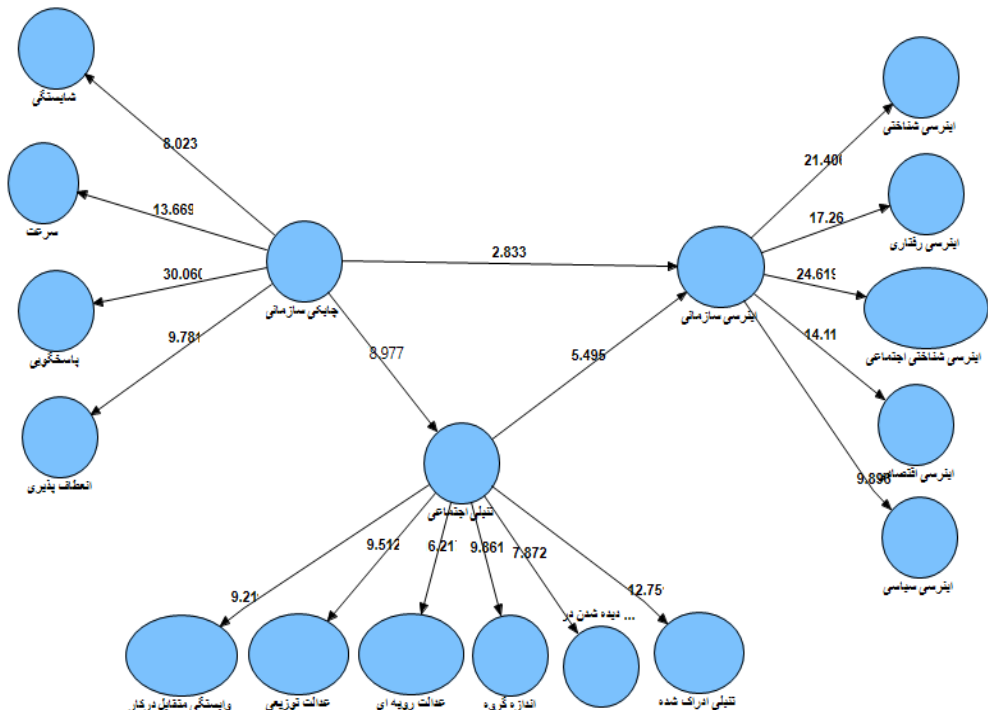 شایستگی
8.023
سرعت
13.669
پاسخگویی
30.060
انعطاف پذیری
9.781
چابکی سازمانی
2.833
8.977
اینرسی سازمانی
5.495
اینرسی شناختی
21.40
اینرسی رفتاری
17.26
اینرسی شناختی اجتماعی
24.619
اینرسی اقتصاد
14.11
اینرسی سیاسی
9.898
تنبلی اجتماعی
9.21
وابستگی متقابل درکار
9.512
عدالت توزیعی
6.21
عدالت رویه ای
9.861
اندازه گروه
7.872
دیده شدن در ...
12.75
تنبلی ادراک شده